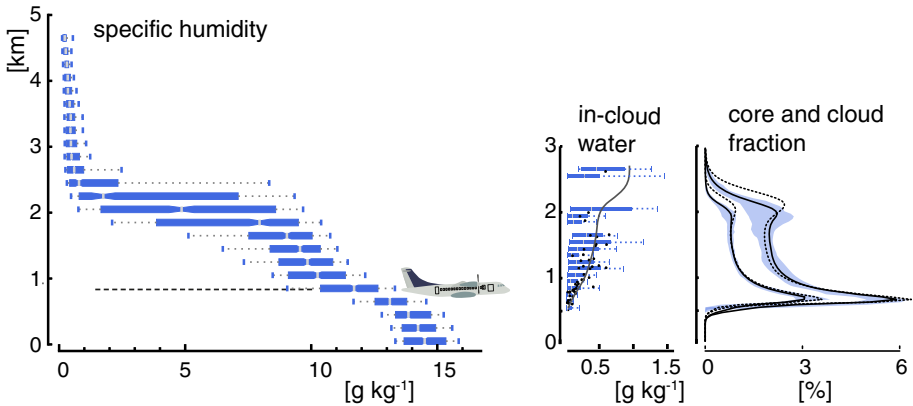 specific humidity
[km]
5
4
3
2
1
0
0
5
10
15
[g kg-1]
in-cloud
water
3
2
1
0
0.5
1
1.5
[g kg-1]
core and cloud
fraction
0
3
6
[%]